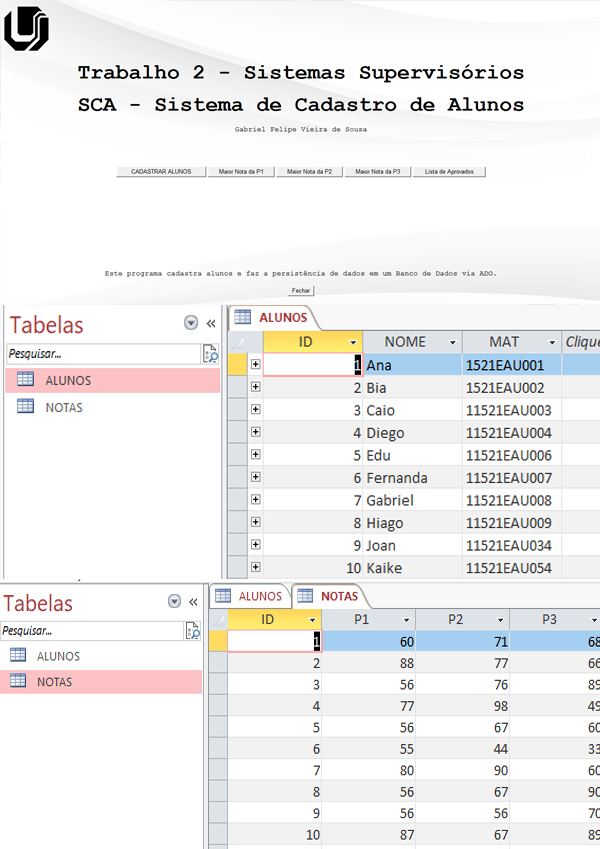 Trabalho 2 - Sistemas Supervisórios
SCA - Sistema de Cadastro de Alunos
Gabriel Felipe Vieira de Sousa
CADASTRAR ALUNOS Maior Nota da P1 Maior Nota da P2 Maior Nota da P3 Lista de Aprovados
Este programa cadastra alunos e faz a persistência de dados em um Banco de Dados via ADO.
Fechar
Tabelas
Pesquisar...
ALUNOS
NOTAS
ALUNOS
ID NOME MAT Clique
1 Ana 1521EAU001
2 Bia 1521EAU002
3 Caio 11521EAU003
4 Diego 11521EAU004
5 Edu 11521EAU006
6 Fernanda 11521EAU007
7 Gabriel 11521EAU008
8 Hiago 11521EAU009
9 Joan 11521EAU034
10 Kaike 11521EAU054
Tabelas
Pesquisar...
ALUNOS
NOTAS
ALUNOS NOTAS
ID P1 P2 P3
1 60 71 68
2 88 77 66
3 56 76 89
4 77 98 49
5 56 67 60
6 55 44 33
7 80 90 60
8 56 67 90
9 56 56 70
10 87 67 89